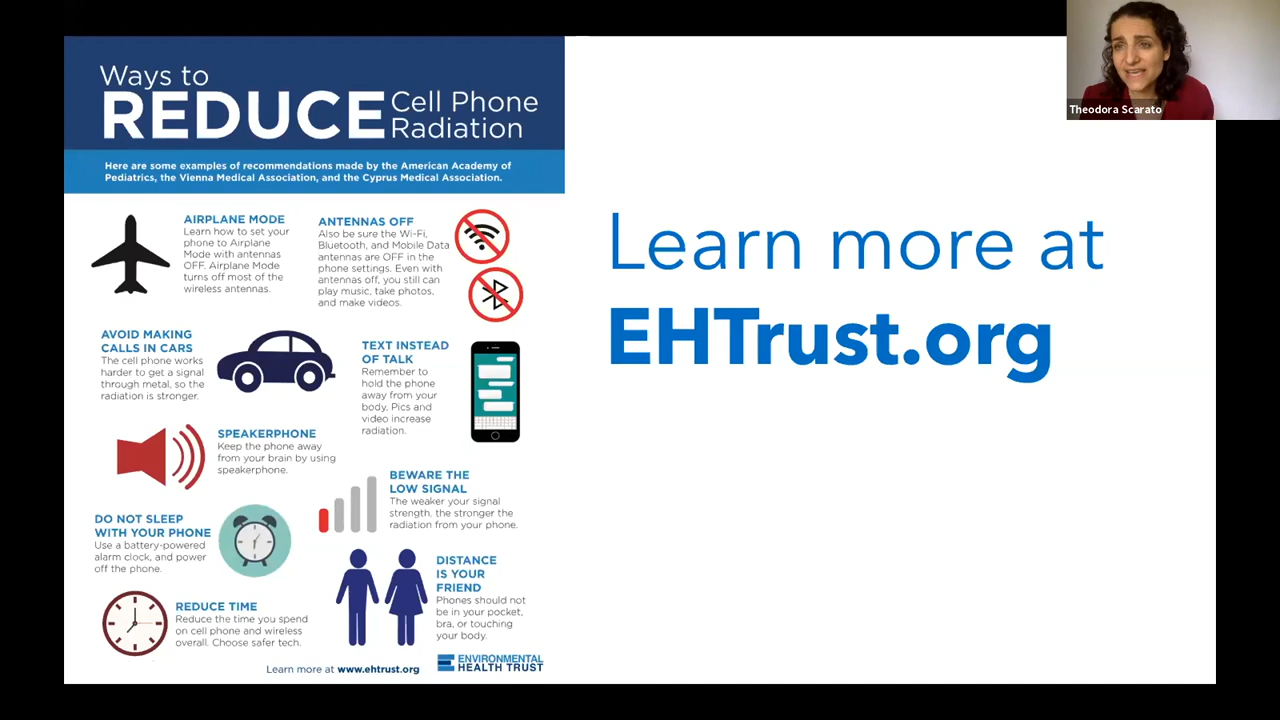 Ways to
REDUCE Cell Phone
Radiation
Here are some examples of recommendations made by the American Academy of
Pediatrics, the Vienna Medical Association, and the Cyprus Medical Association.
AIRPLANE MODE
Learn how to set your
phone to Airplane
Mode with antennas
OFF. Airplane Mode
turns off most of the
wireless antennas.
ANTENNAS OFF
Also be sure the Wi-Fi,
Bluetooth, and Mobile Data
antennas are OFF in the
phone settings. Even with
antennas off, you still can
play music, take photos,
and make videos.
AVOID MAKING
CALLS IN CARS
The cell phone works
harder to get a signal
through metal, so the
radiation is stronger.
TEXT INSTEAD
OF TALK
Remember to
hold the phone
away from your
body. Pics and
video increase
radiation.
SPEAKERPHONE
Keep the phone away
from your brain by using
speakerphone.
BEWARE THE
LOW SIGNAL
The weaker your signal
strength. the stronger the
radiation from your phone.
DO NOT SLEEP
WITH YOUR PHONE
Use a battery-powered
alarm clock, and power
off the phone.
DISTANCE
IS YOUR
FRIEND
Phones should not
be in your pocket,
bra, or touching
your body.
REDUCE TIME
Reduce the time you spend
on cell phone and wireless
overall. Choose safer tech.
Learn more at www.ehtrust.org
ENVIRONMENTAL
HEALTH TRUST
Learn more at
EHTrust.org
Theodora Scarato